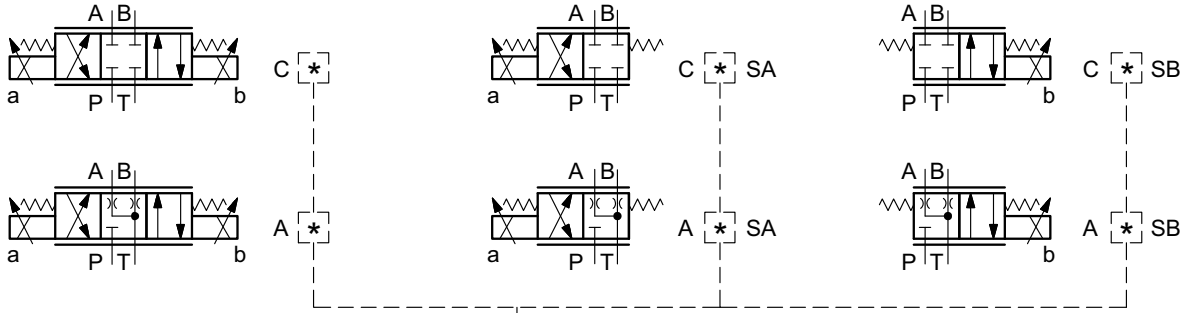 A B A B A B
C * C * SA C * SB
a P T a P T P T b
b
A B A B A B
A * A * SA A * SB
a P T b a P T P T b